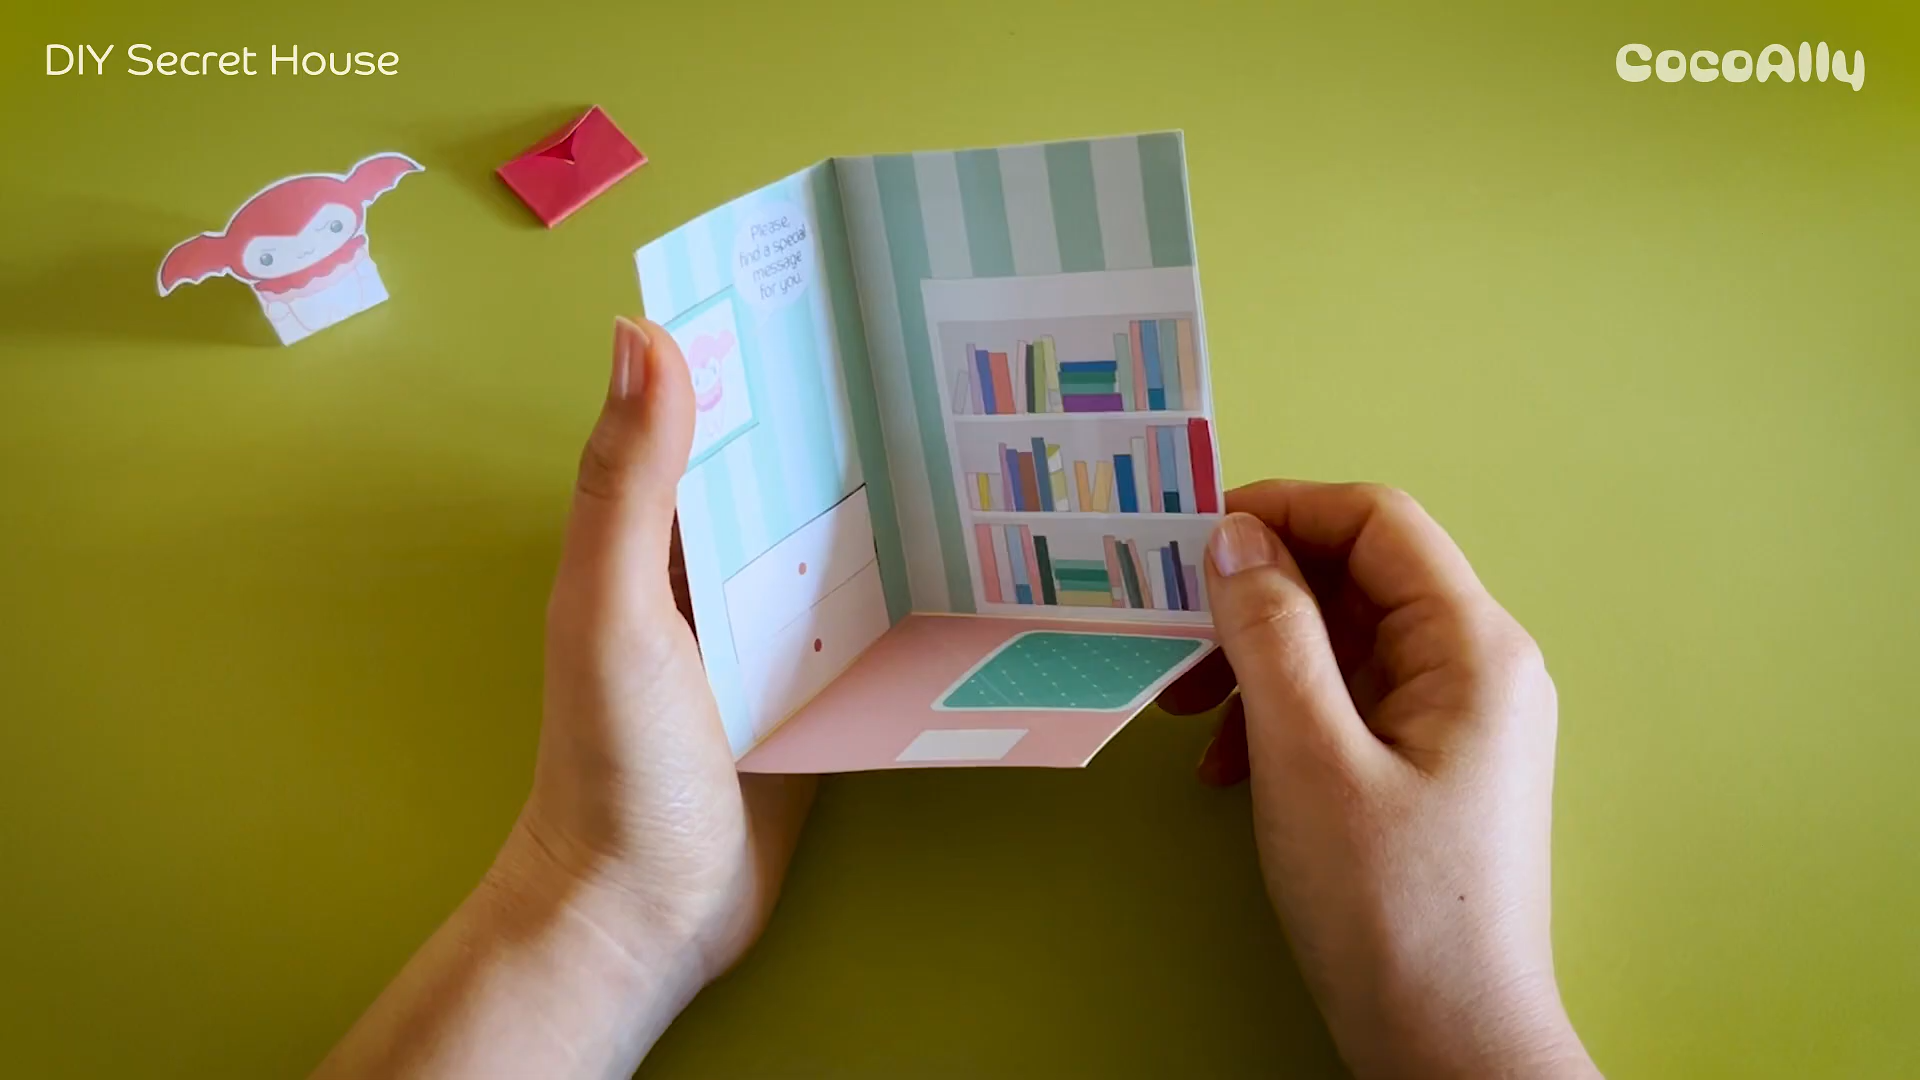 DIY Secret House
CocoAlly
Please,
find a special
message
for you.